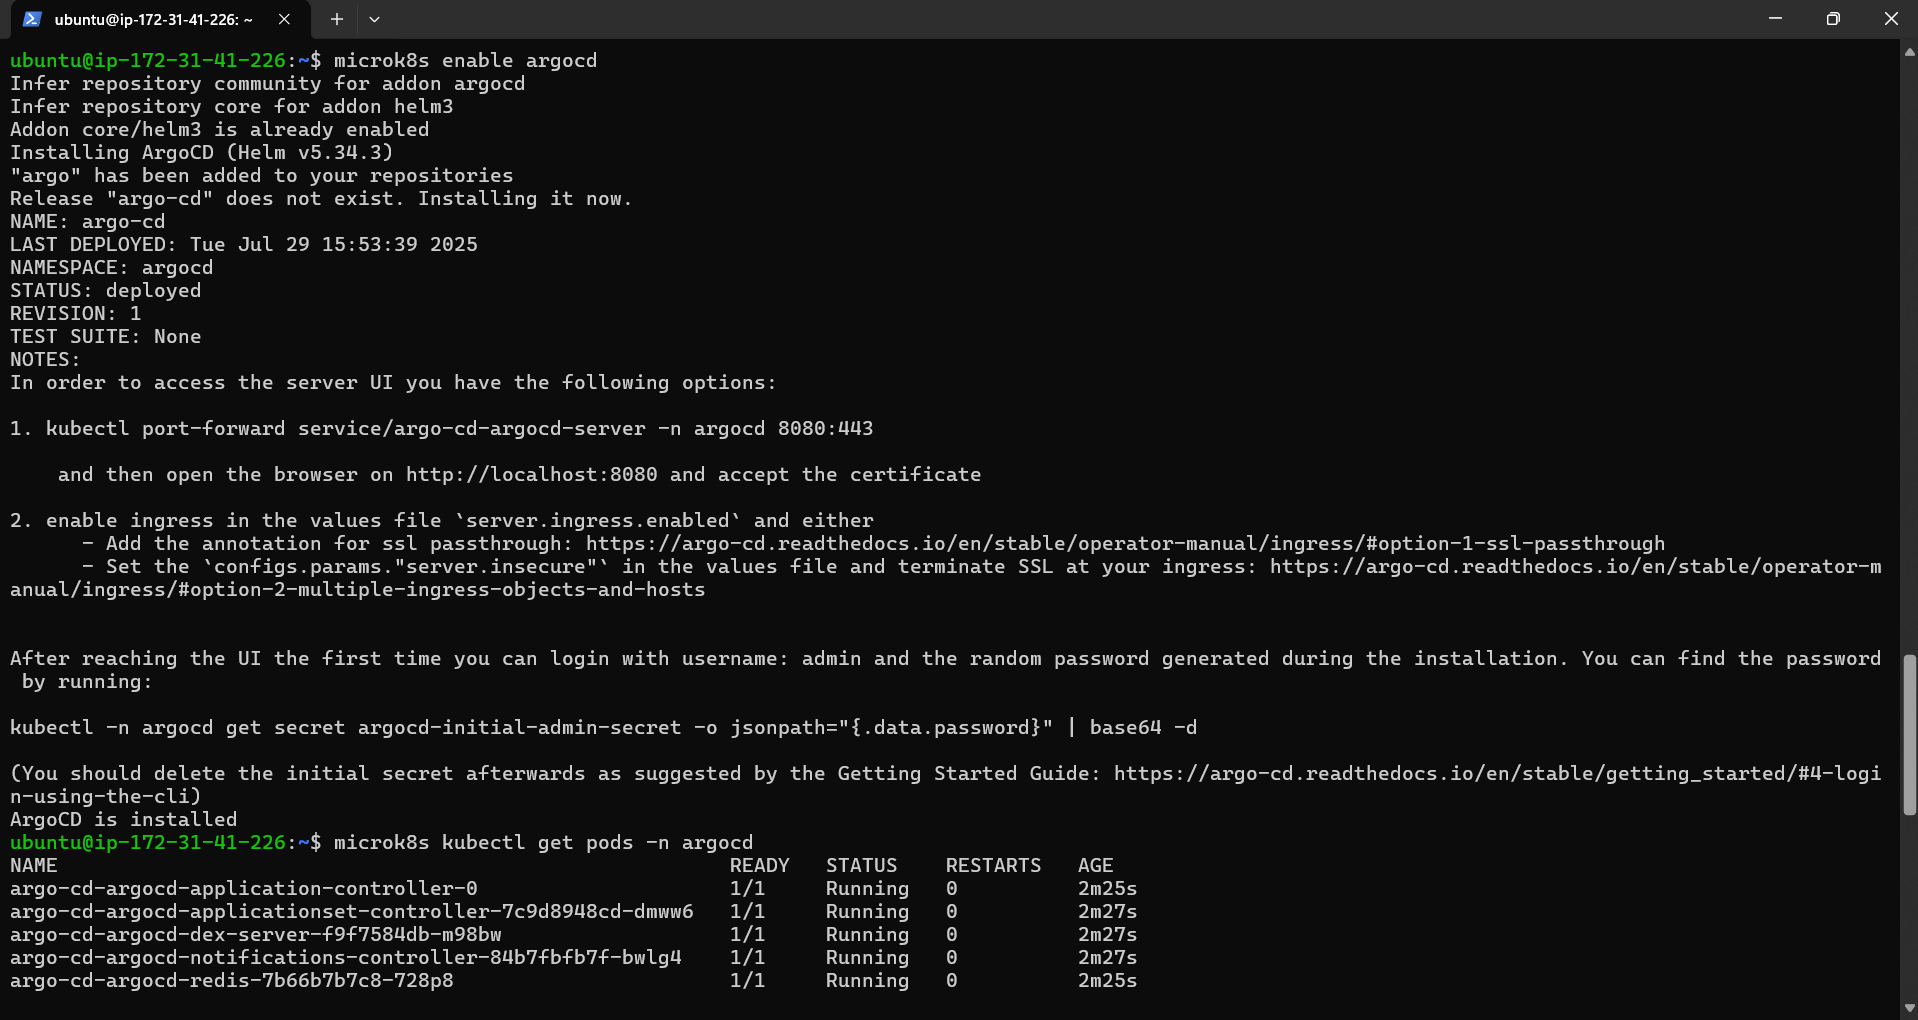 ubuntu@ip-172-31-41-226: ~
ubuntu@ip-172-31-41-226:~$ microk8s enable argocd
Infer repository community for addon argocd
Infer repository core for addon helm3
Addon core/helm3 is already enabled
Installing ArgoCD (Helm v5.34.3)
"argo" has been added to your repositories
Release "argo-cd" does not exist. Installing it now.
NAME: argo-cd
LAST DEPLOYED: Tue Jul 29 15:53:39 2025
NAMESPACE: argocd
STATUS: deployed
REVISION: 1
TEST SUITE: None
NOTES:
In order to access the server UI you have the following options:
1. kubectl port-forward service/argo-cd-argocd-server -n argocd 8080:443
and then open the browser on http://localhost:8080 and accept the certificate
2. enable ingress in the values file `server.ingress.enabled` and either
- Add the annotation for ssl passthrough: https://argo-cd.readthedocs.io/en/stable/operator-manual/ingress/#option-1-ssl-passthrough
- Set the `configs.params."server.insecure"` in the values file and terminate SSL at your ingress: https://argo-cd.readthedocs.io/en/stable/operator-m
anual/ingress/#option-2-multiple-ingress-objects-and-hosts
After reaching the UI the first time you can login with username: admin and the random password generated during the installation. You can find the password
by running:
kubectl -n argocd get secret argocd-initial-admin-secret -o jsonpath="{.data.password}" | base64 -d
(You should delete the initial secret afterwards as suggested by the Getting Started Guide: https://argo-cd.readthedocs.io/en/stable/getting_started/#4-logi
n-using-the-cli)
ArgoCD is installed
ubuntu@ip-172-31-41-226:~$ microk8s kubectl get pods -n argocd
NAME READY STATUS RESTARTS AGE
argo-cd-argocd-application-controller-0 1/1 Running 0 2m25s
argo-cd-argocd-applicationset-controller-7c9d8948cd-dmww6 1/1 Running 0 2m27s
argo-cd-argocd-dex-server-f9f7584db-m98bw 1/1 Running 0 2m27s
argo-cd-argocd-notifications-controller-84b7fbfb7f-bwlg4 1/1 Running 0 2m27s
argo-cd-argocd-redis-7b66b7b7c8-728p8 1/1 Running 0 2m25s